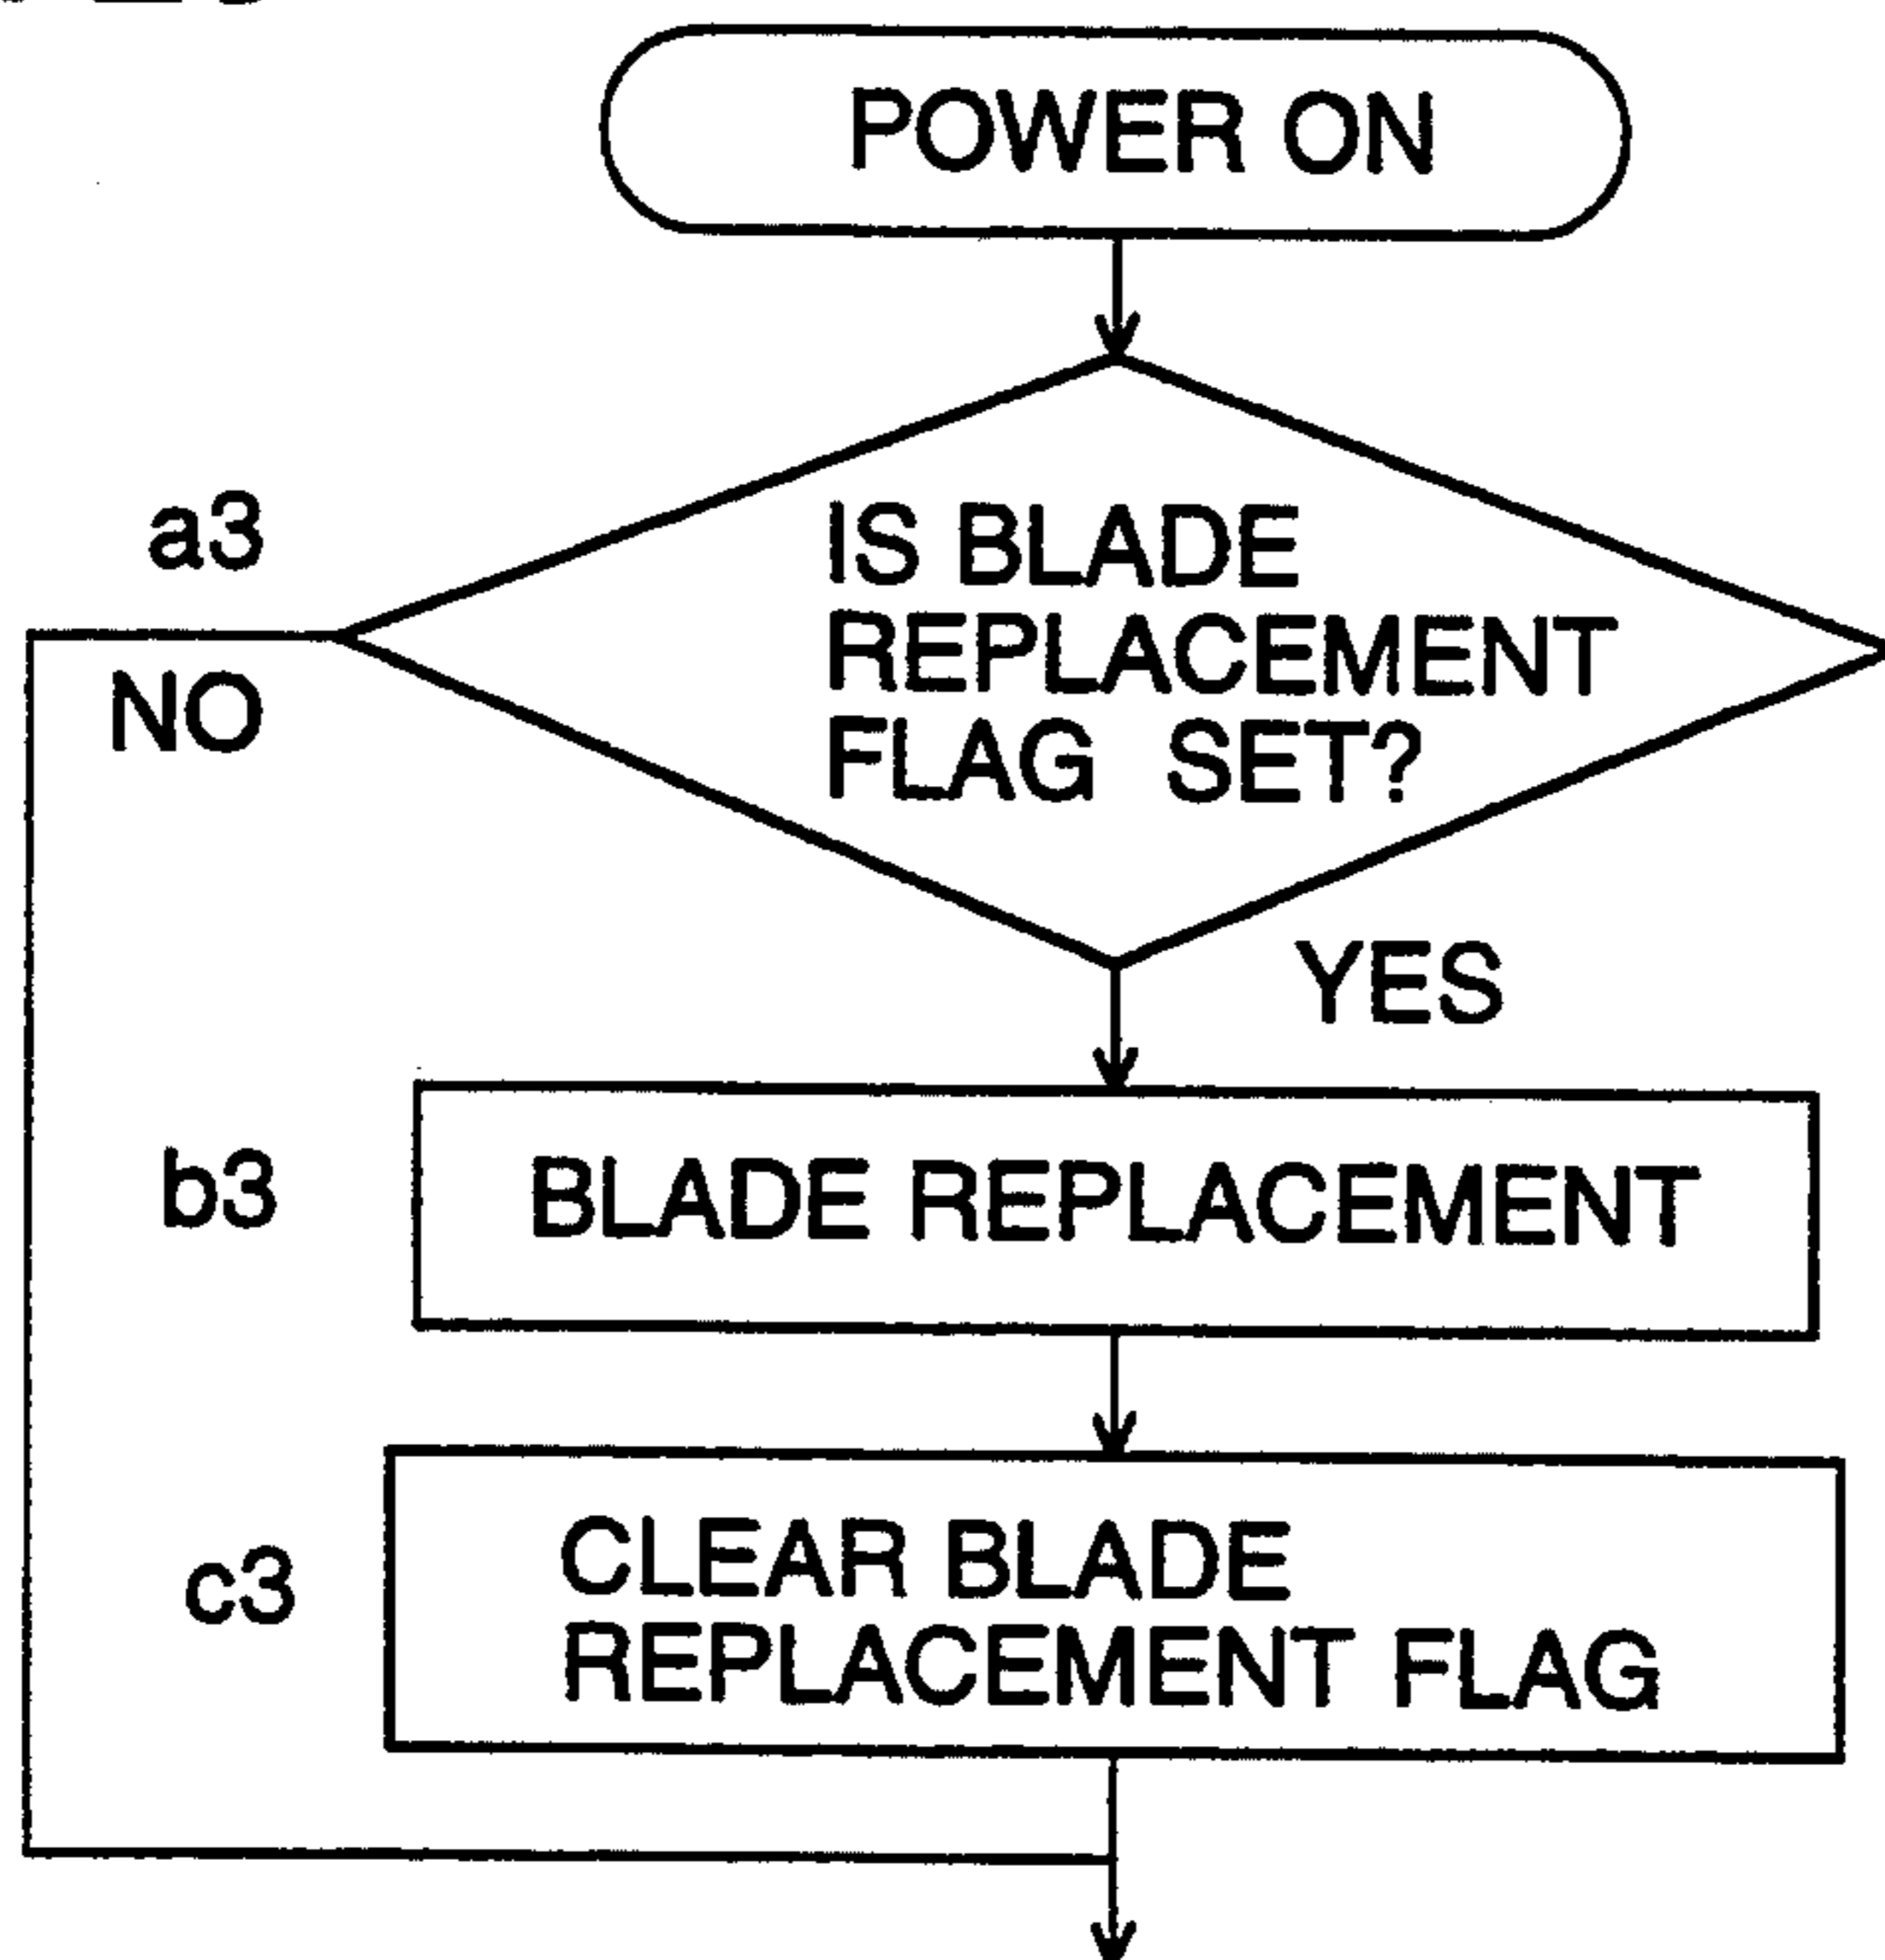 POWER ON
a3
IS BLADE
REPLACEMENT
FLAG SET?
NO
YES
b3
BLADE REPLACEMENT
c3
CLEAR BLADE
REPLACEMENT FLAG